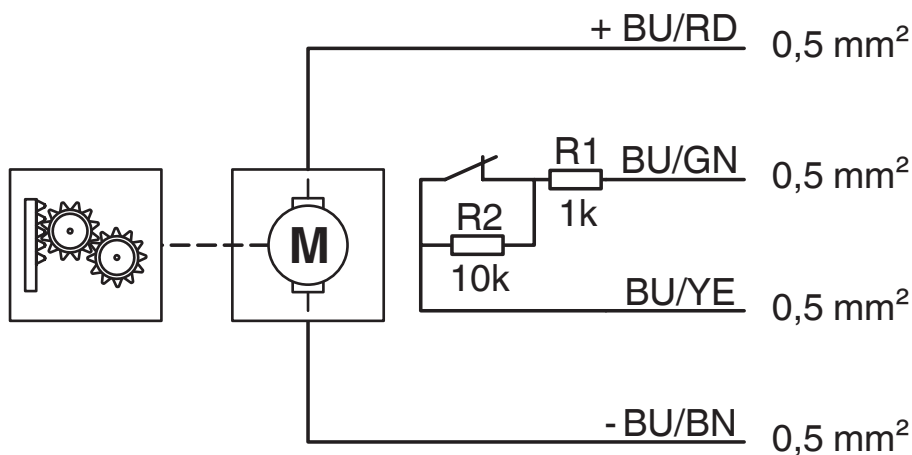 + BU/RD 0,5 mm²
R1 BU/GN 0,5 mm²
1k
R2
10k
M
BU/YE 0,5 mm²
- BU/BN 0,5 mm²